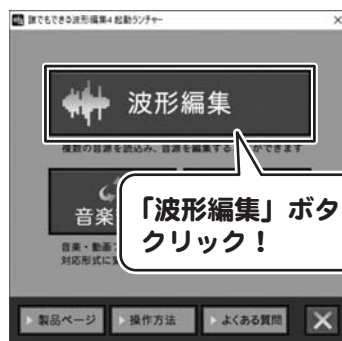 誰でもできる波形編集4 起動ランチャー
波形編集
複数の音源を読込み、音源を編集する
ができます
音楽
「波形編集」ボタ
クリック！
音楽・動画
対応形式に
製品ページ
操作方法
よくある質問